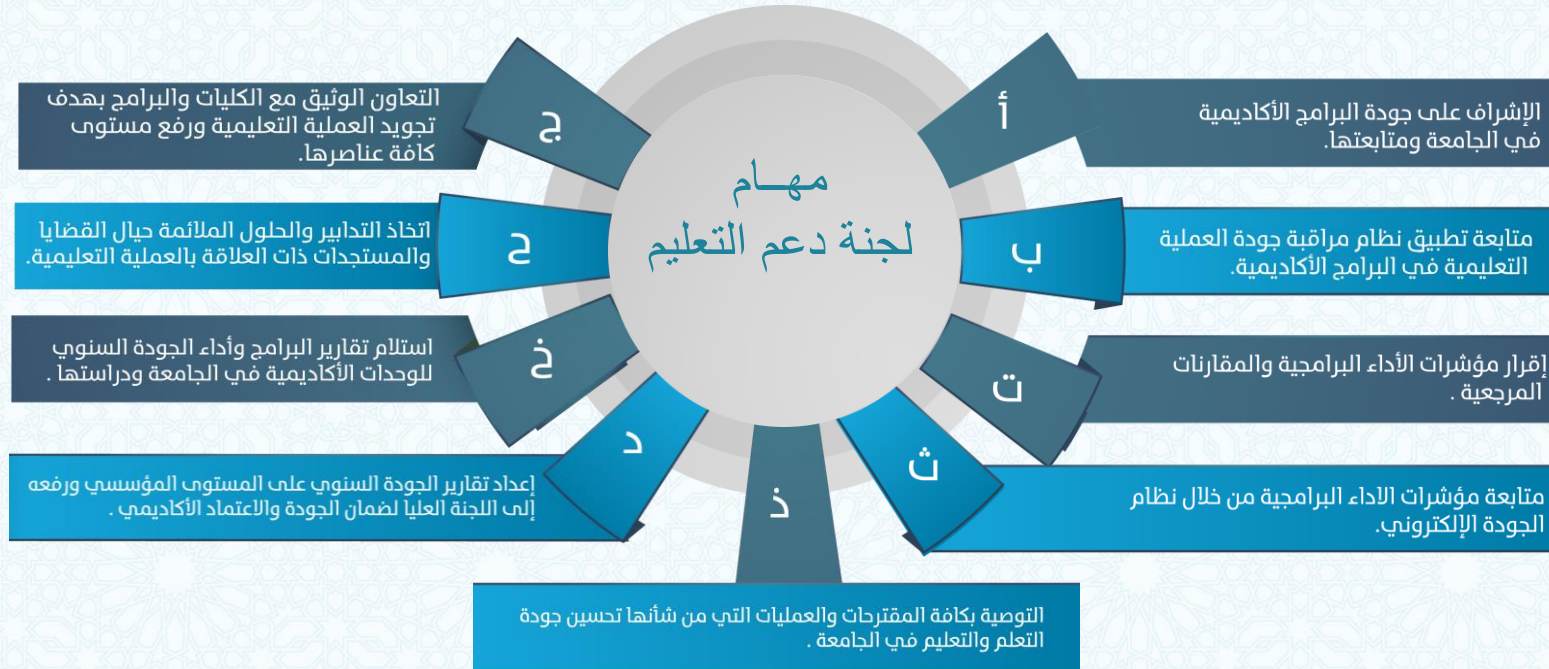 مهـــام
لجنة دعم التعليم
أ
الإشراف على جودة البرامج الأكاديمية
في الجامعة ومتابعتها.
ب
متابعة تطبيق نظام مراقبة جودة العملية
التعليمية في البرامج الأكاديمية.
ت
إقرار مؤشرات الأداء البرامجية والمقارنات
المرجعية .
ث
متابعة مؤشرات الاداء البرامجية من خلال نظام
الجودة الإلكتروني.
ج
التعاون الوثيق مع الكليات والبرامج بهدف
تجويد العملية التعليمية ورفع مستوى
كافة عناصرها.
ح
اتخاذ التدابير والحلول الملائمة حيال القضايا
والمستجدات ذات العلاقة بالعملية التعليمية.
خ
استلام تقارير البرامج وأداء الجودة السنوي
للوحدات الأكاديمية في الجامعة ودراستها .
د
إعداد تقارير الجودة السنوي على المستوى المؤسسي ورفعه
إلى اللجنة العليا لضمان الجودة والاعتماد الأكاديمي .
ذ
التوصية بكافة المقترحات والعمليات التي من شأنها تحسين جودة
التعلم والتعليم في الجامعة .